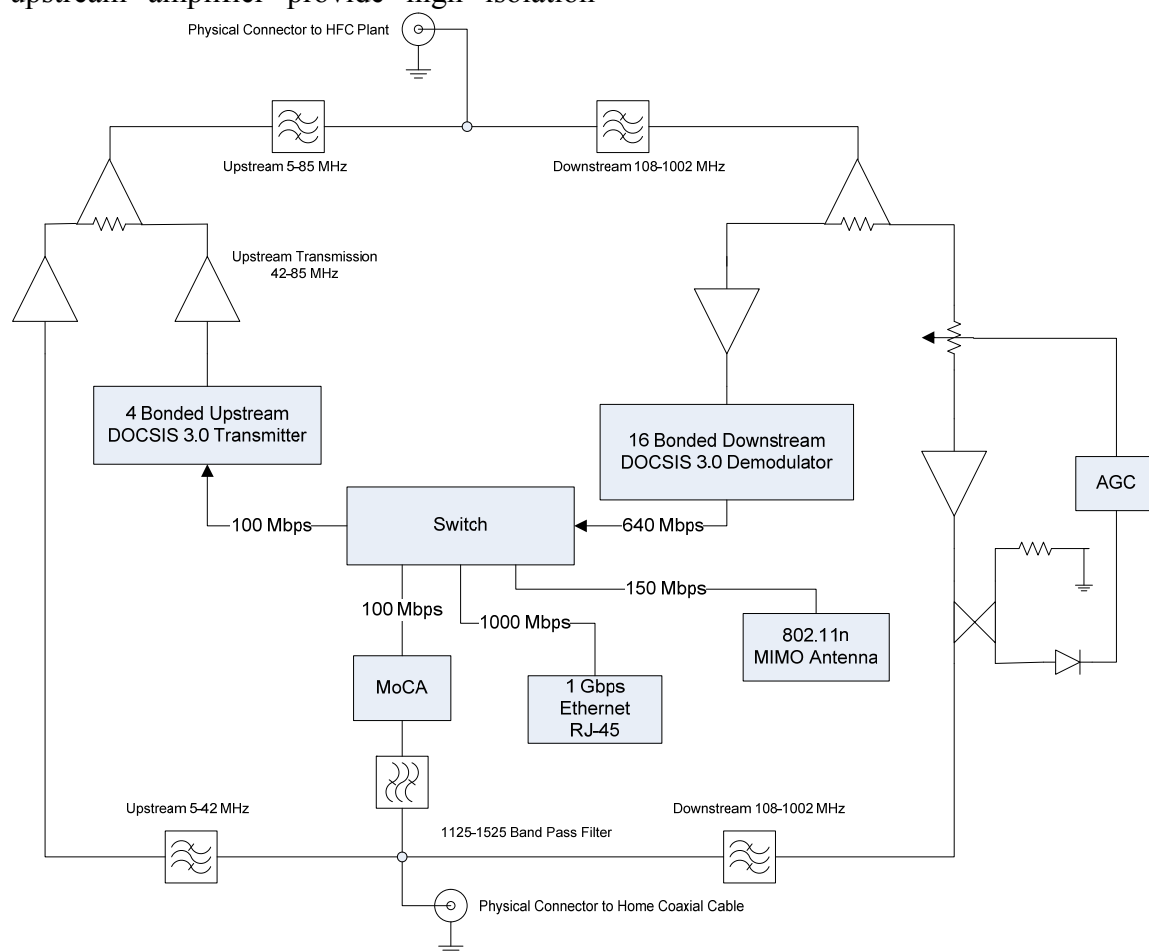 upstream amplifier provide high isolation
Physical Connector to HFC Plant
Upstream 5-85 MHz
Downstream 108-1002 MHz
Upstream Transmission
42-85 MHz
4 Bonded Upstream
DOCSIS 3.0 Transmitter
16 Bonded Downstream
DOCSIS 3.0 Demodulator
AGC
Switch
100 Mbps
640 Mbps
150 Mbps
100 Mbps
1000 Mbps
802.11n
MIMO Antenna
MoCA
1 Gbps
Ethernet
RJ-45
Upstream 5-42 MHz
Downstream 108-1002 MHz
1125-1525 Band Pass Filter
Physical Connector to Home Coaxial Cable